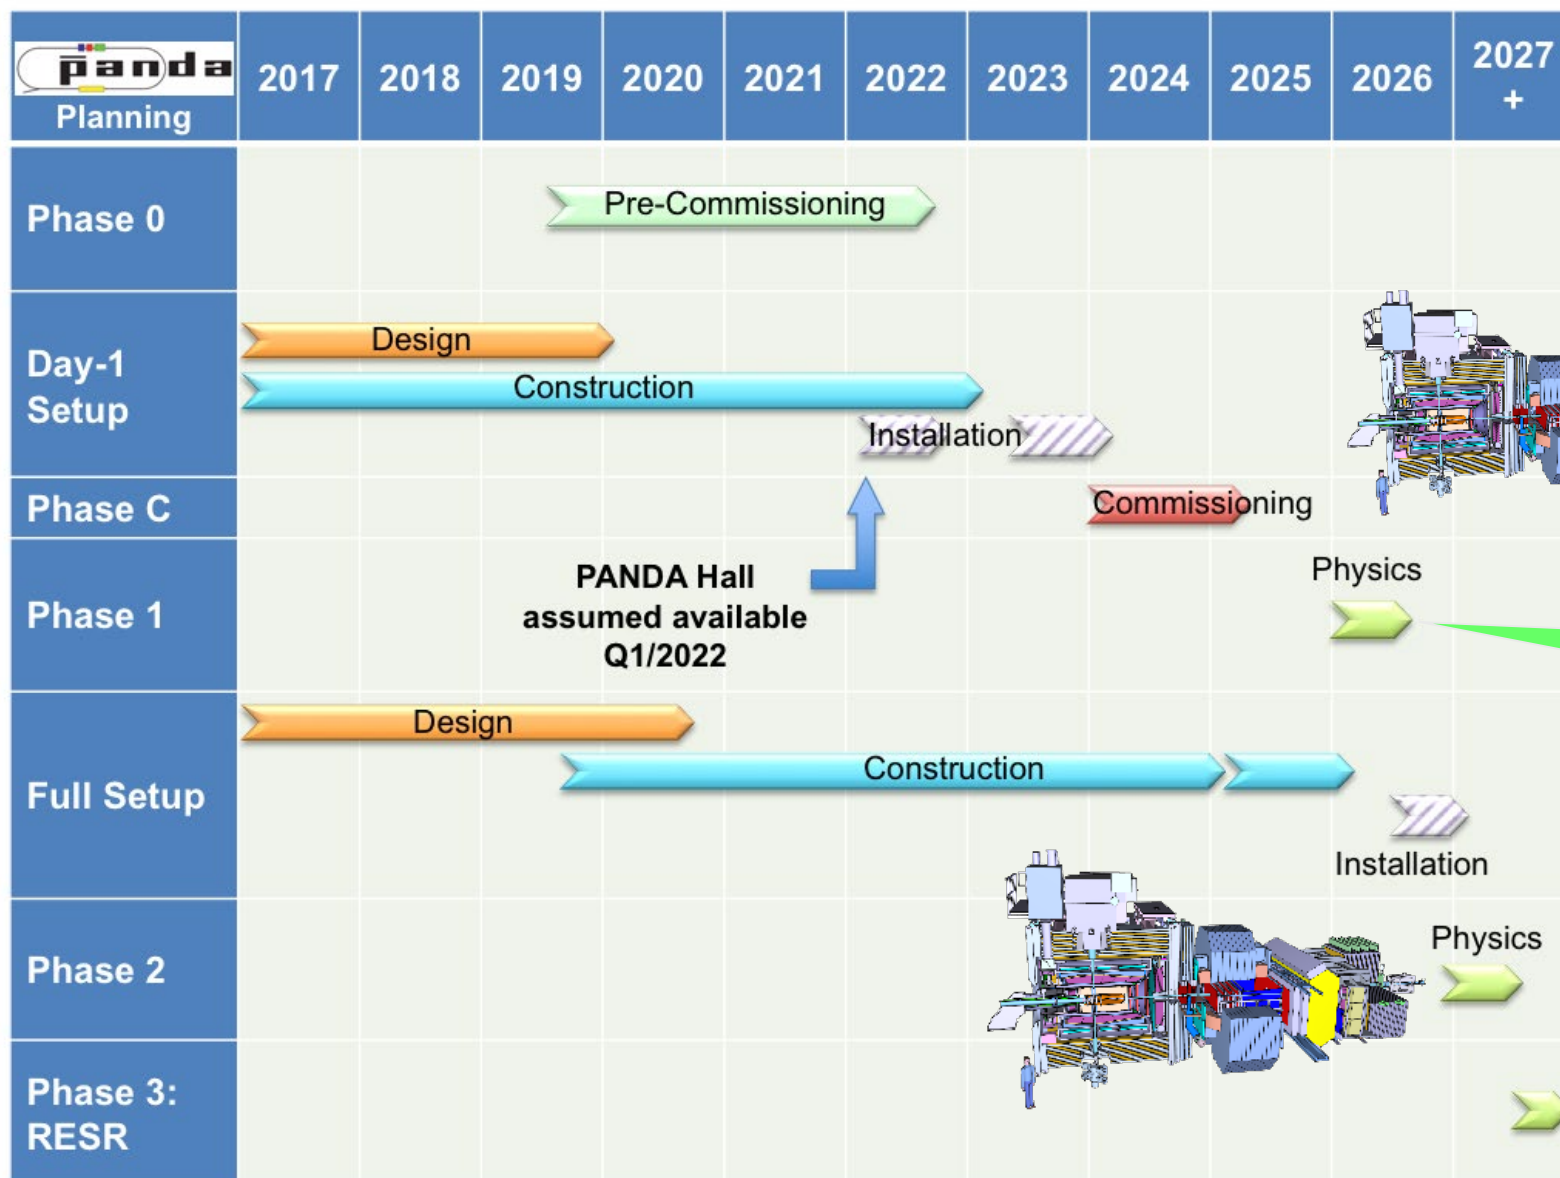 p̄anda
Planning
2017 2018 2019 2020 2021 2022 2023 2024 2025 2026 2027
+
Phase 0
Pre-Commissioning
Day-1
Setup
Design
Construction
Installation
Phase C
Commissioning
Phase 1
PANDA Hall
assumed available
Q1/2022
Physics
Full Setup
Design
Construction
Installation
Phase 2
Physics
Phase 3:
RESR